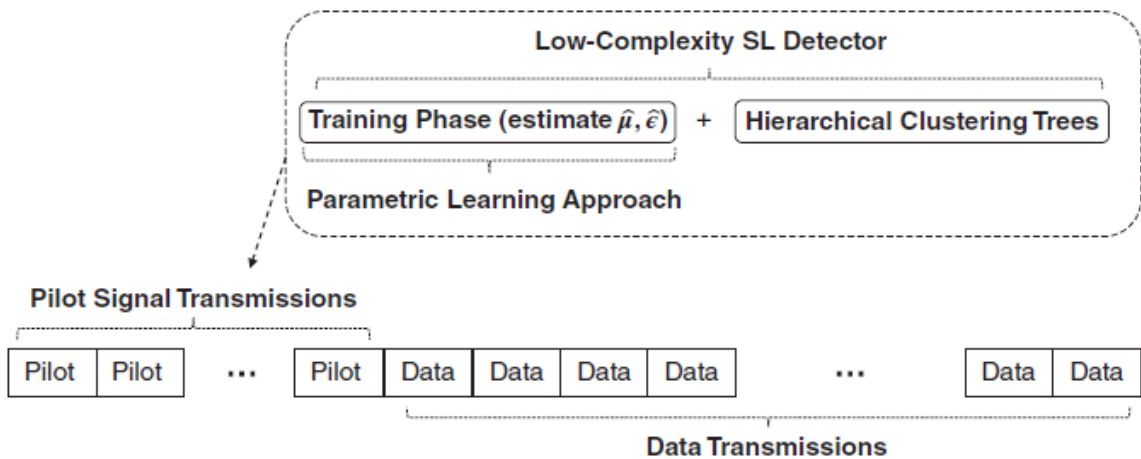 Low-Complexity SL Detector
Training Phase (estimate μ̂, ϵ̂) + Hierarchical Clustering Trees
Parametric Learning Approach
Pilot Signal Transmissions
Pilot Pilot ... Pilot Data Data Data Data ... Data Data
Data Transmissions